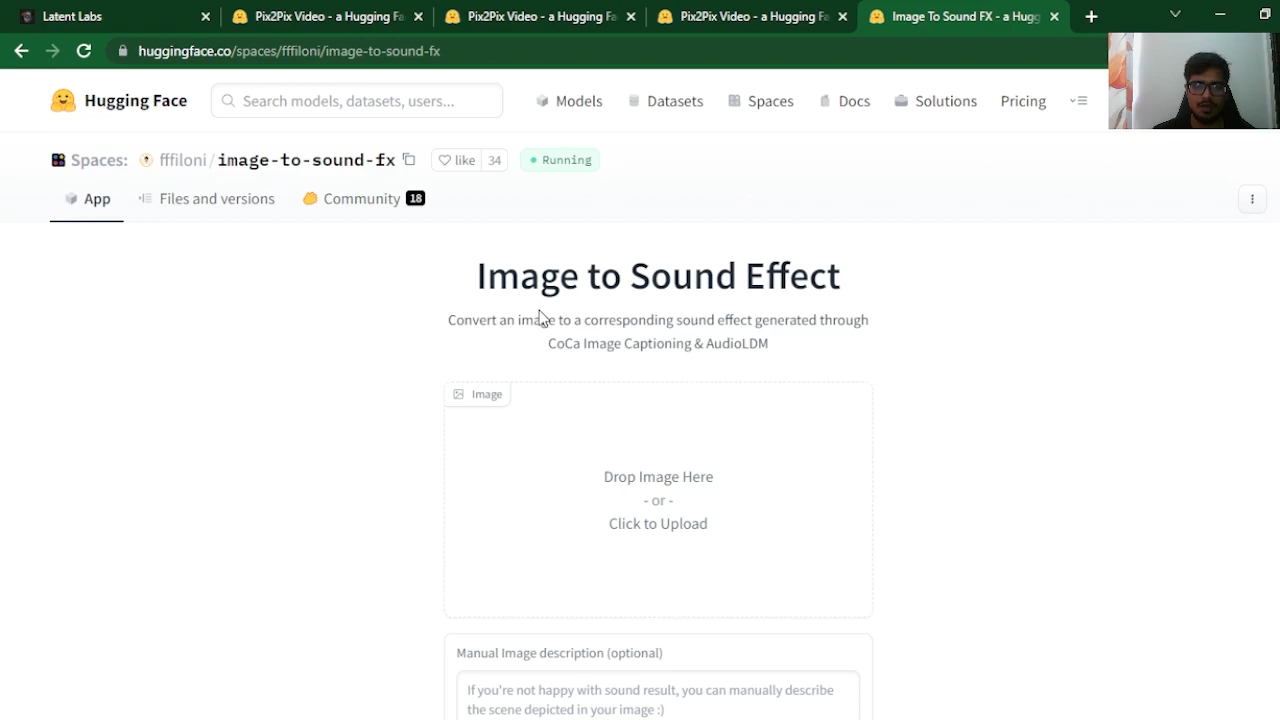 Latent Labs
Pix2Pix Video - a Hugging Fa
Pix2Pix Video - a Hugging Fa
Pix2Pix Video - a Hugging Fa
Image To Sound FX - a Hugg
huggingface.co/spaces/fffiloni/image-to-sound-fx
Hugging Face
Search models, datasets, users...
Models
Datasets
Spaces
Docs
Solutions
Pricing
Spaces: fffiloni/image-to-sound-fx
like 34
Running
App
Files and versions
Community 18
Image to Sound Effect
Convert an image to a corresponding sound effect generated through
CoCa Image Captioning & AudioLDM
Image
Drop Image Here
- or -
Click to Upload
Manual Image description (optional)
If you're not happy with sound result, you can manually describe
the scene depicted in your image :)